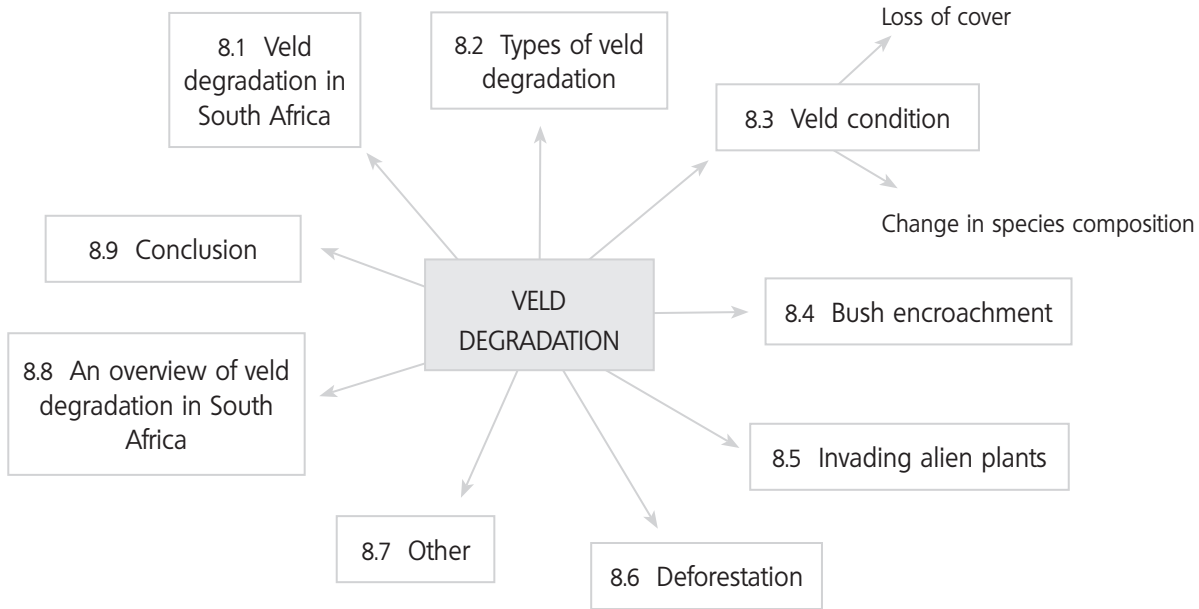 8.1 Veld
degradation in
South Africa
8.2 Types of veld
degradation
Loss of cover
8.3 Veld condition
Change in species composition
8.9 Conclusion
VELD
DEGRADATION
8.4 Bush encroachment
8.8 An overview of veld
degradation in South
Africa
8.5 Invading alien plants
8.7 Other
8.6 Deforestation